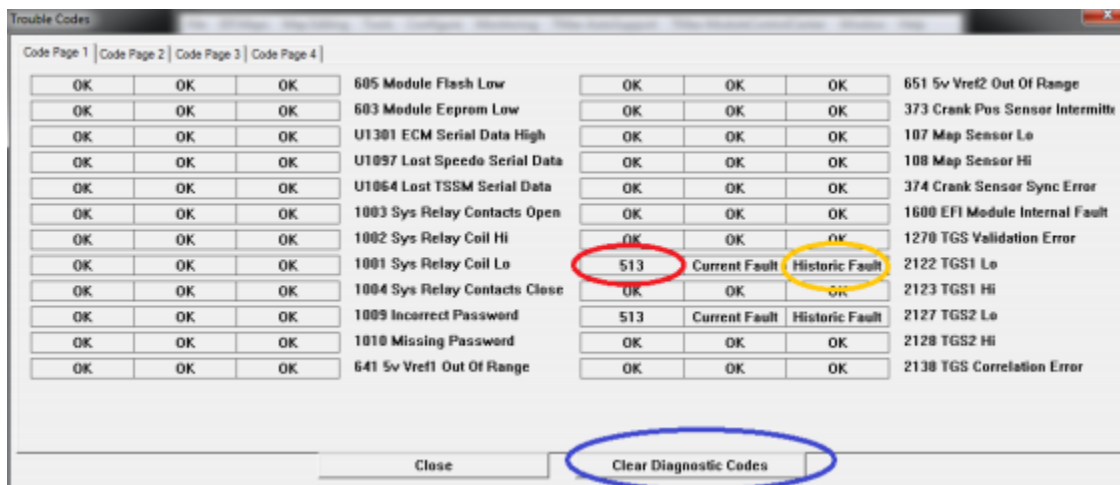 Trouble Codes
Code Page 1 Code Page 2 Code Page 3 Code Page 4
OK OK OK 605 Module Flash Low OK OK OK 651 5v Vref2 Out Of Range
OK OK OK 603 Module Eeprom Low OK OK OK 373 Crank Pos Sensor Intermitte
OK OK OK U1301 ECM Serial Data High OK OK OK 107 Map Sensor Lo
OK OK OK U1097 Lost Speedo Serial Data OK OK OK 108 Map Sensor Hi
OK OK OK U1064 Lost TSSM Serial Data OK OK OK 374 Crank Sensor Sync Error
OK OK OK 1003 Sys Relay Contacts Open OK OK OK 1600 EFI Module Internal Fault
OK OK OK 1002 Sys Relay Coil Hi OK OK OK 1270 TGS Validation Error
OK OK OK 1001 Sys Relay Coil Lo 513 Current Fault Historic Fault 2122 TGS1 Lo
OK OK OK 1004 Sys Relay Contacts Close OK OK OK 2123 TGS1 Hi
OK OK OK 1009 Incorrect Password 513 Current Fault Historic Fault 2127 TGS2 Lo
OK OK OK 1010 Missing Password OK OK OK 2128 TGS2 Hi
OK OK OK 641 5v Vref1 Out Of Range OK OK OK 2138 TGS Correlation Error
Close Clear Diagnostic Codes